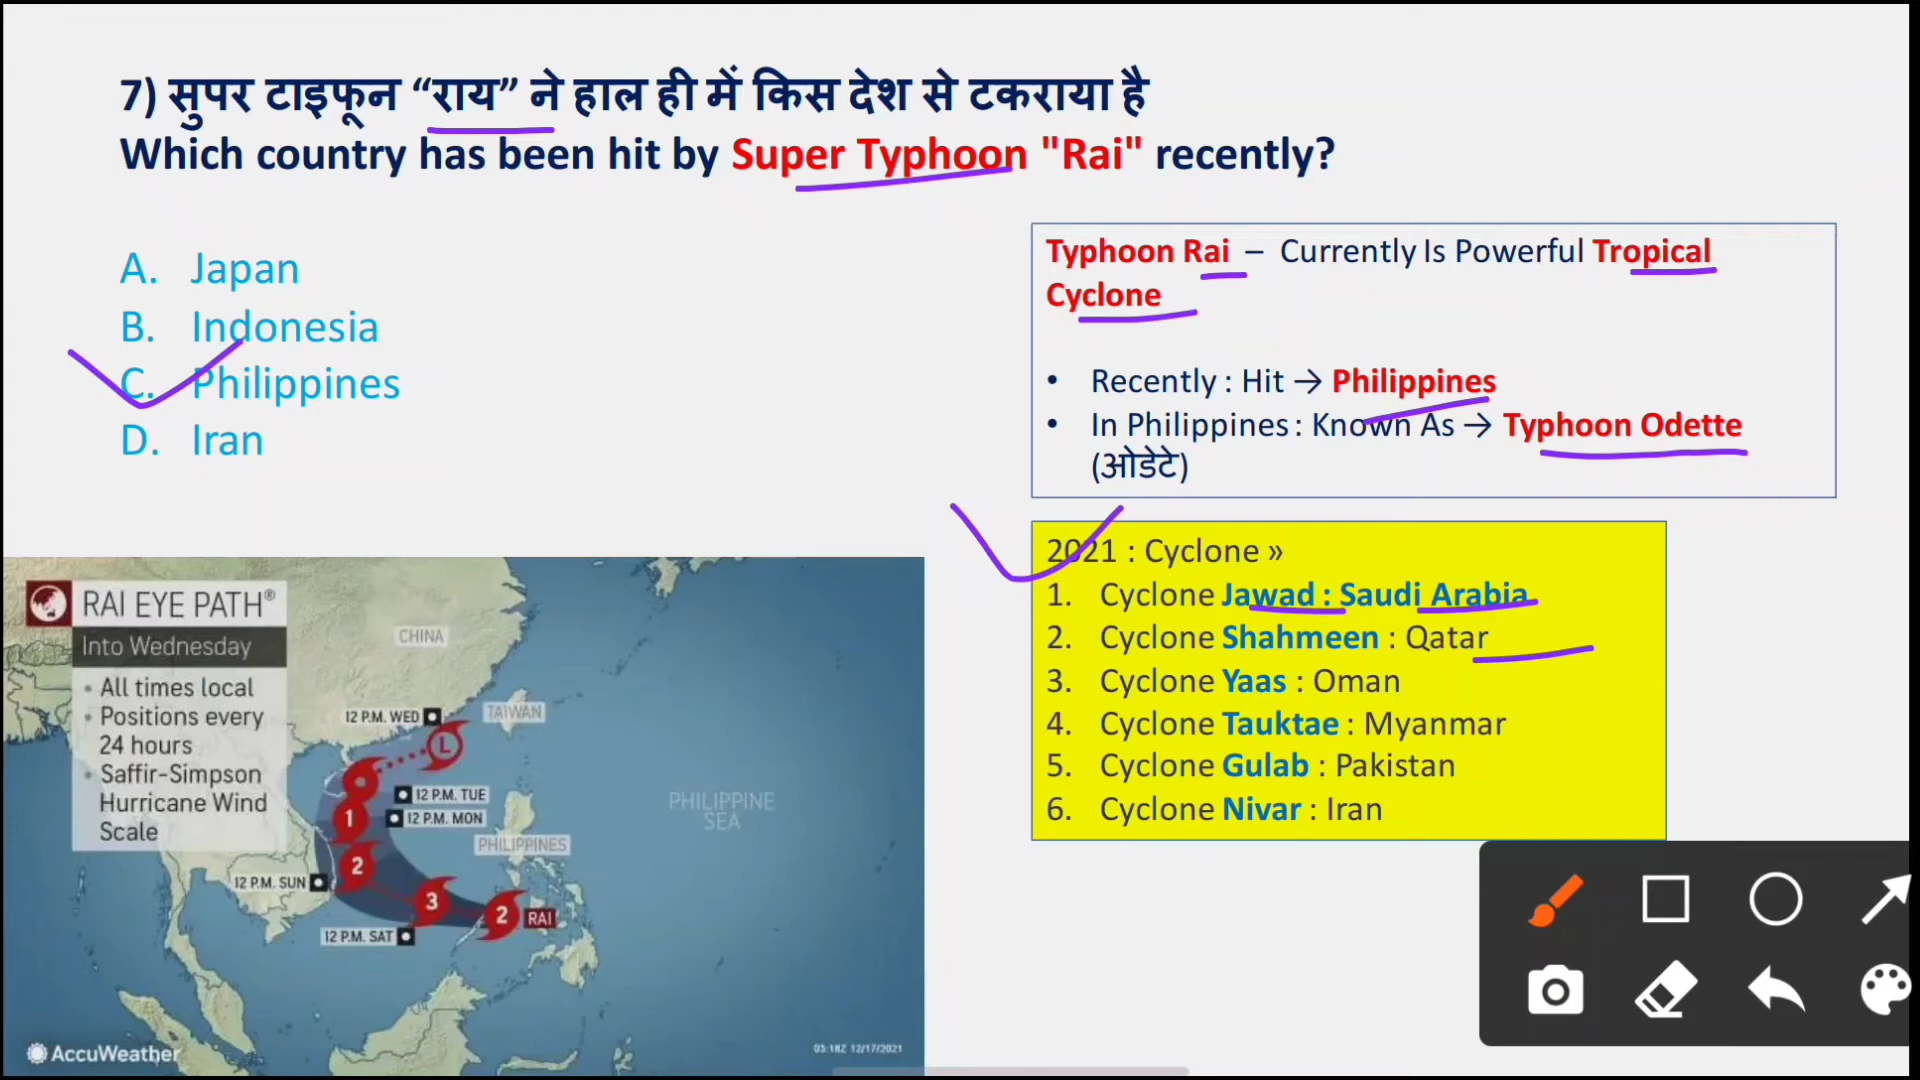 7) सुपर टाइफून “राय” ने हाल ही में किस देश से टकराया है
Which country has been hit by Super Typhoon "Rai" recently?
A. Japan
B. Indonesia
C. Philippines
D. Iran
Typhoon Rai – Currently Is Powerful Tropical
Cyclone
• Recently : Hit → Philippines
• In Philippines : Known As → Typhoon Odette
(ओडेटे)
2021 : Cyclone »
1. Cyclone Jawad : Saudi Arabia
2. Cyclone Shahmeen : Qatar
3. Cyclone Yaas : Oman
4. Cyclone Tauktae : Myanmar
5. Cyclone Gulab : Pakistan
6. Cyclone Nivar : Iran
RAI EYE PATH®
Into Wednesday
• All times local
• Positions every
24 hours
• Saffir-Simpson
Hurricane Wind
Scale
CHINA
TAIWAN
12 P.M. WED
L
12 P.M. TUE
1
12 P.M. MON
PHILIPPINE
SEA
PHILIPPINES
2
12 P.M. SUN
3
2
RAI
12 P.M. SAT
AccuWeather
03:18Z 12/17/2021